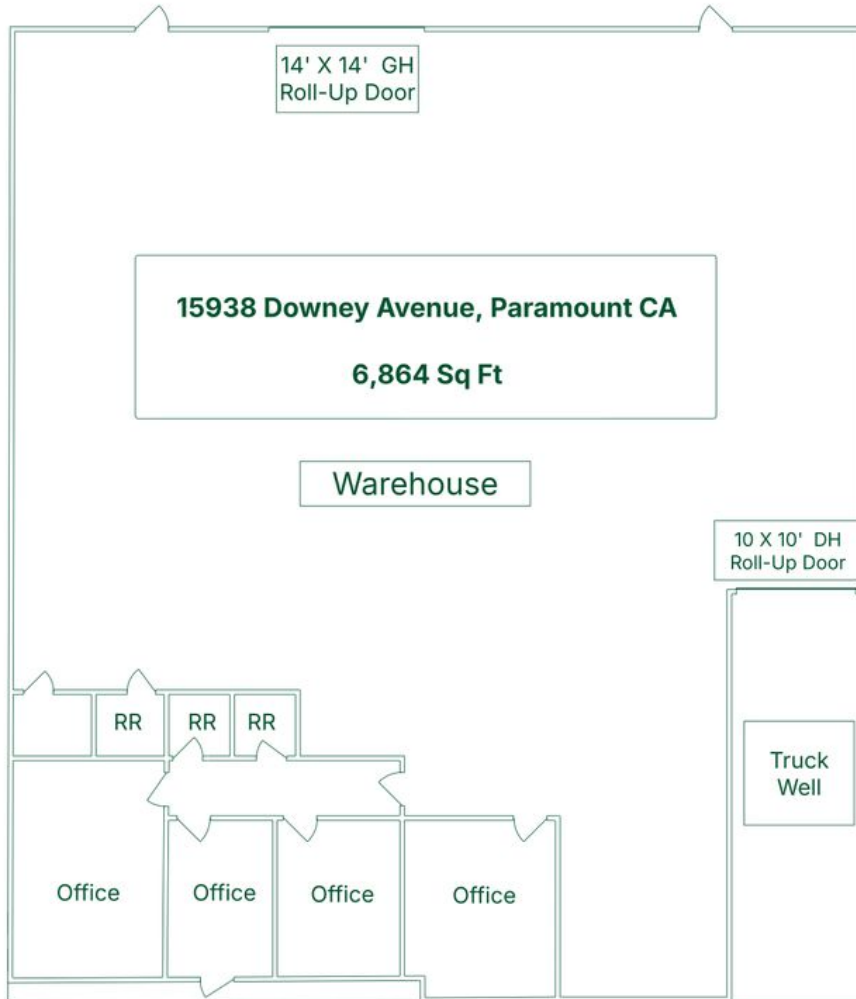 14' X 14' GH
Roll-Up Door
15938 Downey Avenue, Paramount CA
6,864 Sq Ft
Warehouse
10 X 10' DH
Roll-Up Door
RR
RR
RR
Truck
Well
Office
Office
Office
Office